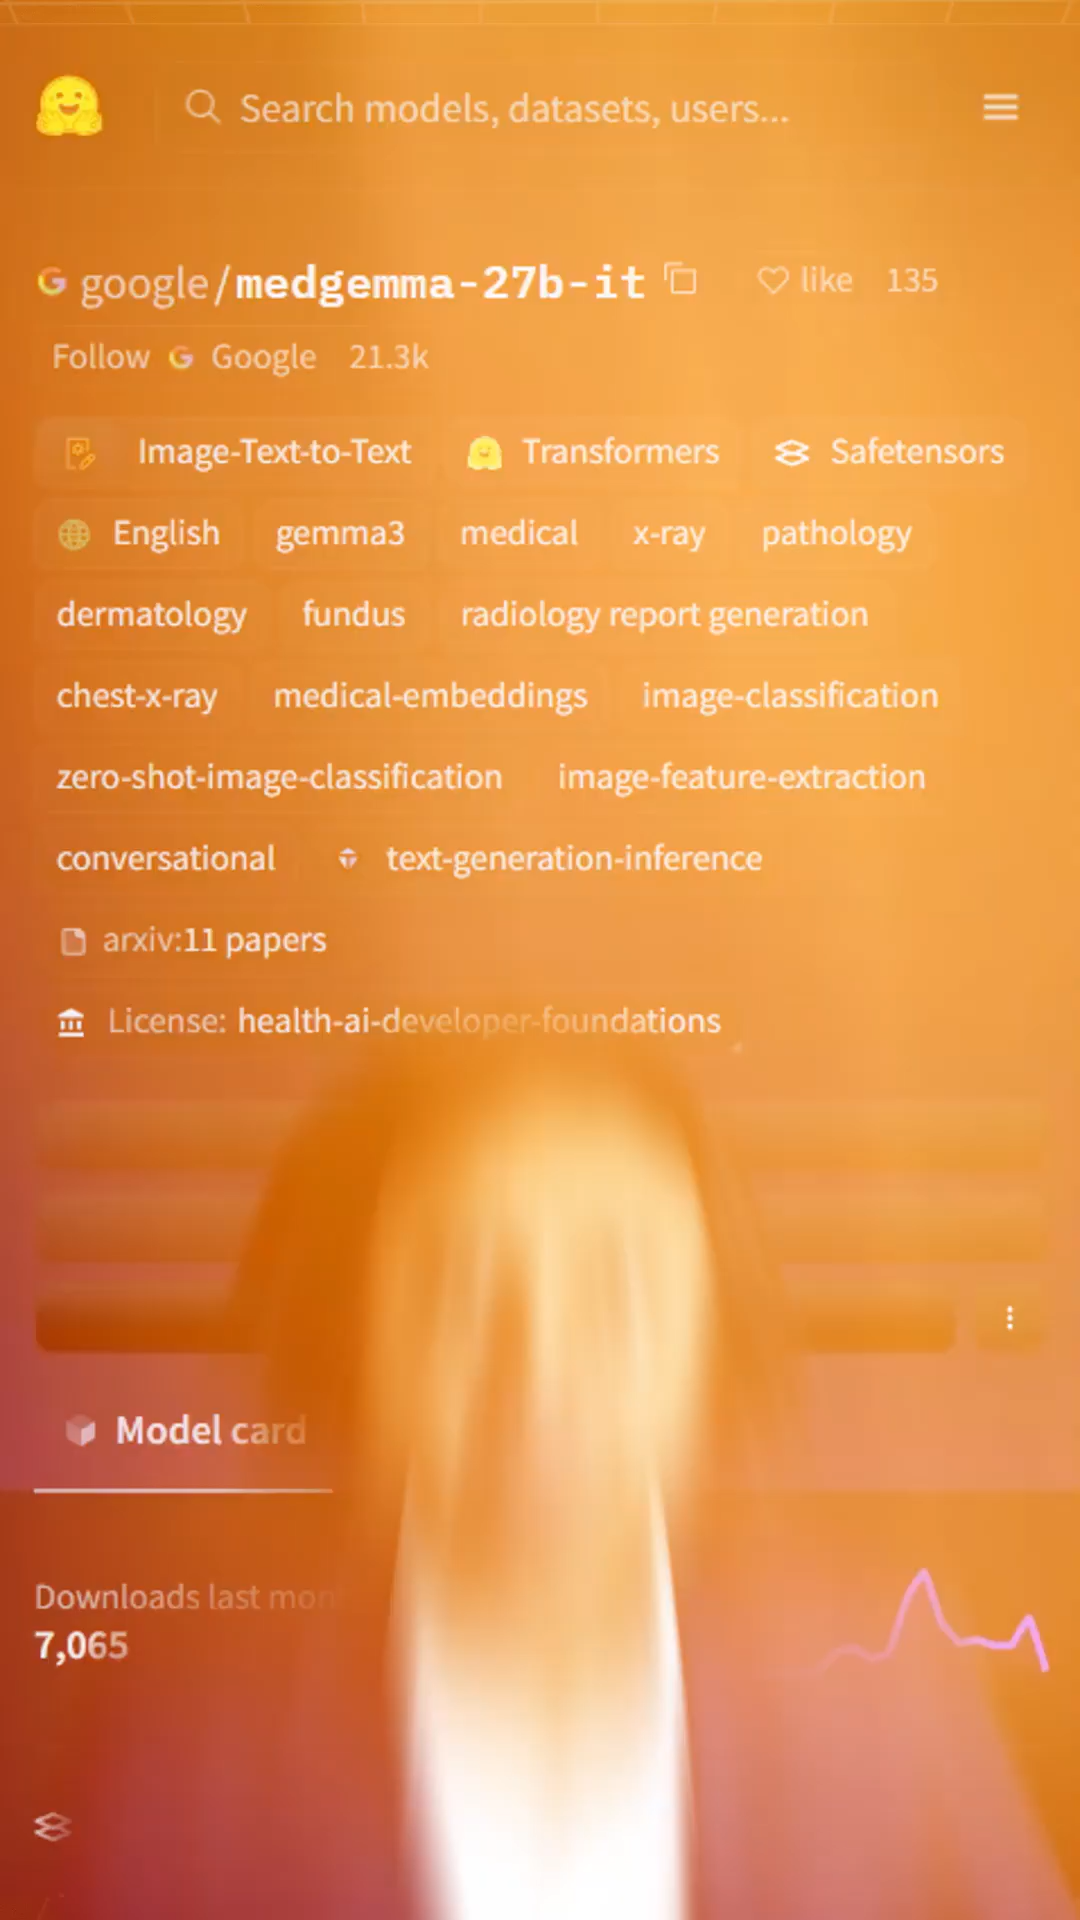 Search models, datasets, users...
google/medgemma-27b-it like 135
Follow Google 21.3k
Image-Text-to-Text Transformers Safetensors
English gemma3 medical x-ray pathology
dermatology fundus radiology report generation
chest-x-ray medical-embeddings image-classification
zero-shot-image-classification image-feature-extraction
conversational text-generation-inference
arxiv:11 papers
License: health-ai-developer-foundations
Model card
Downloads last mon
7,065